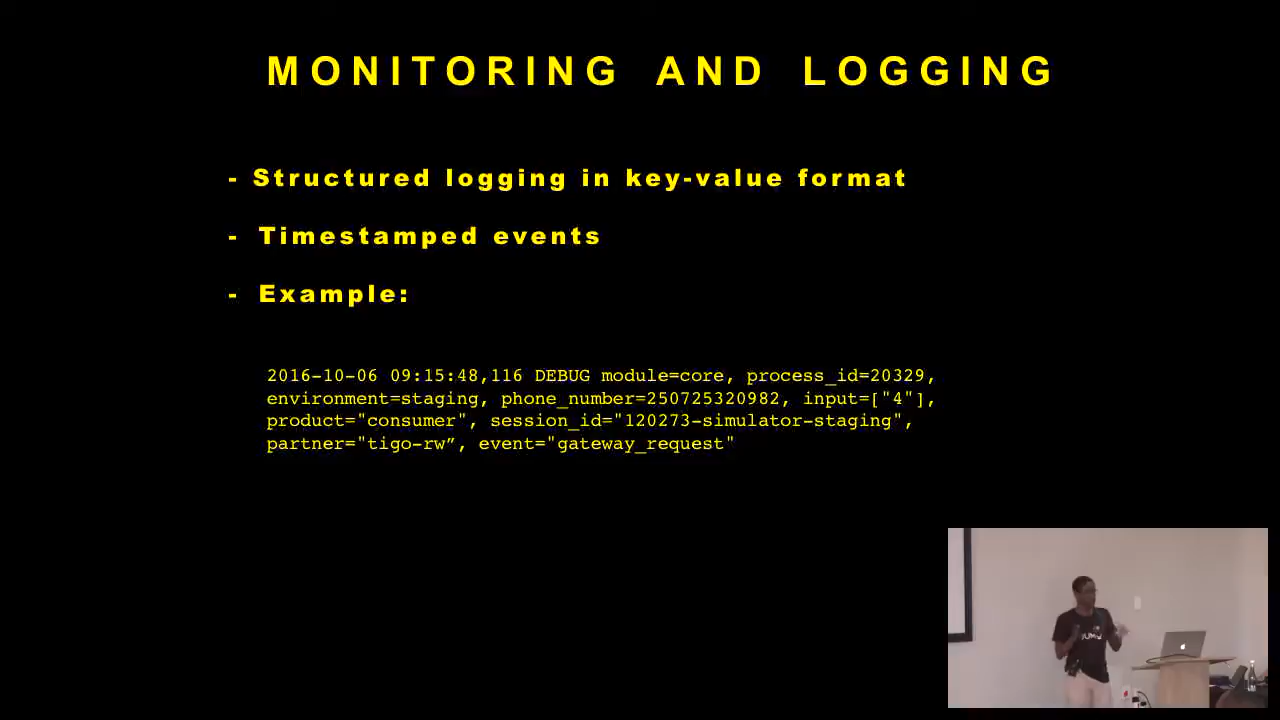 MONITORING AND LOGGING
- Structured logging in key-value format
- Timestamped events
- Example:
2016-10-06 09:15:48,116 DEBUG module=core, process_id=20329,
environment=staging, phone_number=250725320982, input=["4"],
product="consumer", session_id="120273-simulator-staging",
partner="tigo-rw”, event="gateway_request"